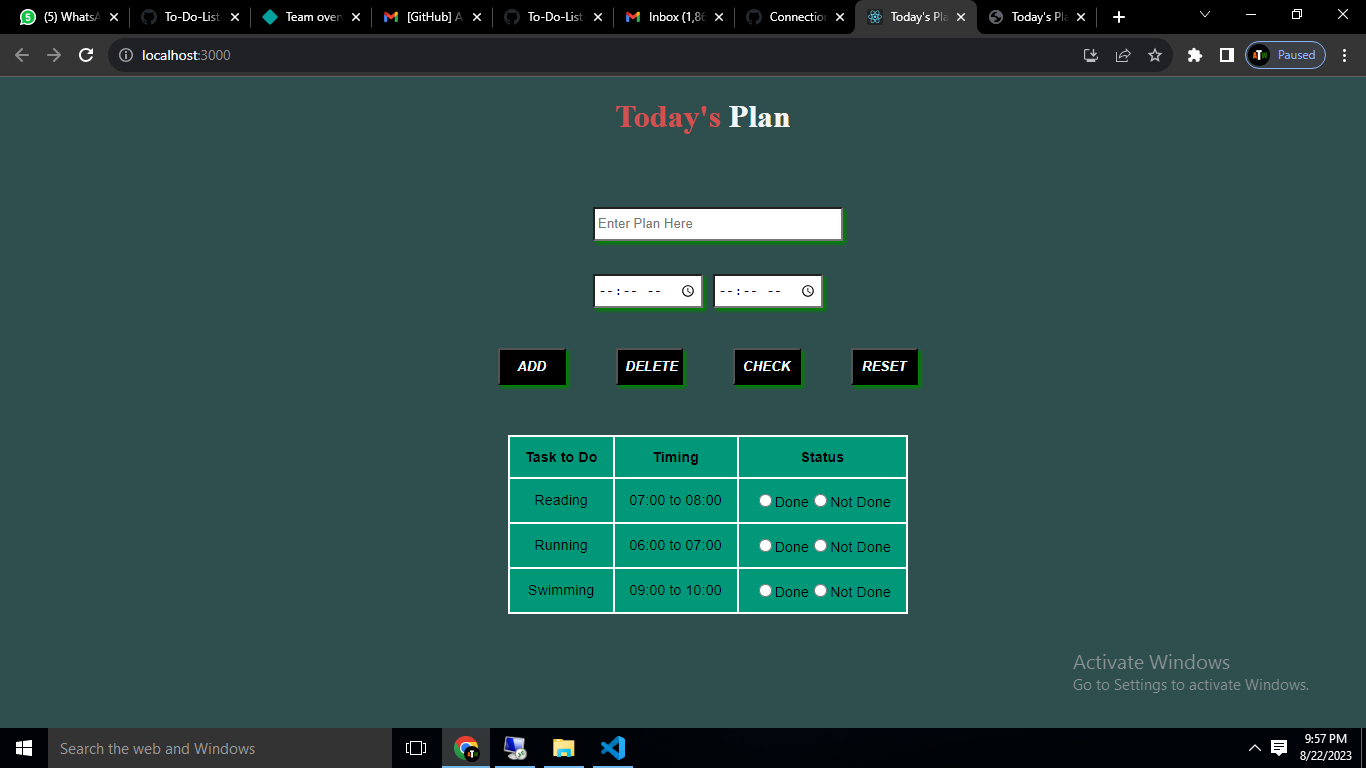 (5) WhatsA
To-Do-List
Team over
[GitHub] A
To-Do-List
Inbox (1,86
Connection
Today's Pla
Today's Pla
localhost:3000
Paused
Today's Plan
Enter Plan Here
--:-- -- --:-- --
ADD DELETE CHECK RESET
Task to Do Timing Status
Reading 07:00 to 08:00 Done Not Done
Running 06:00 to 07:00 Done Not Done
Swimming 09:00 to 10:00 Done Not Done
Activate Windows
Go to Settings to activate Windows.
Search the web and Windows
9:57 PM
8/22/2023